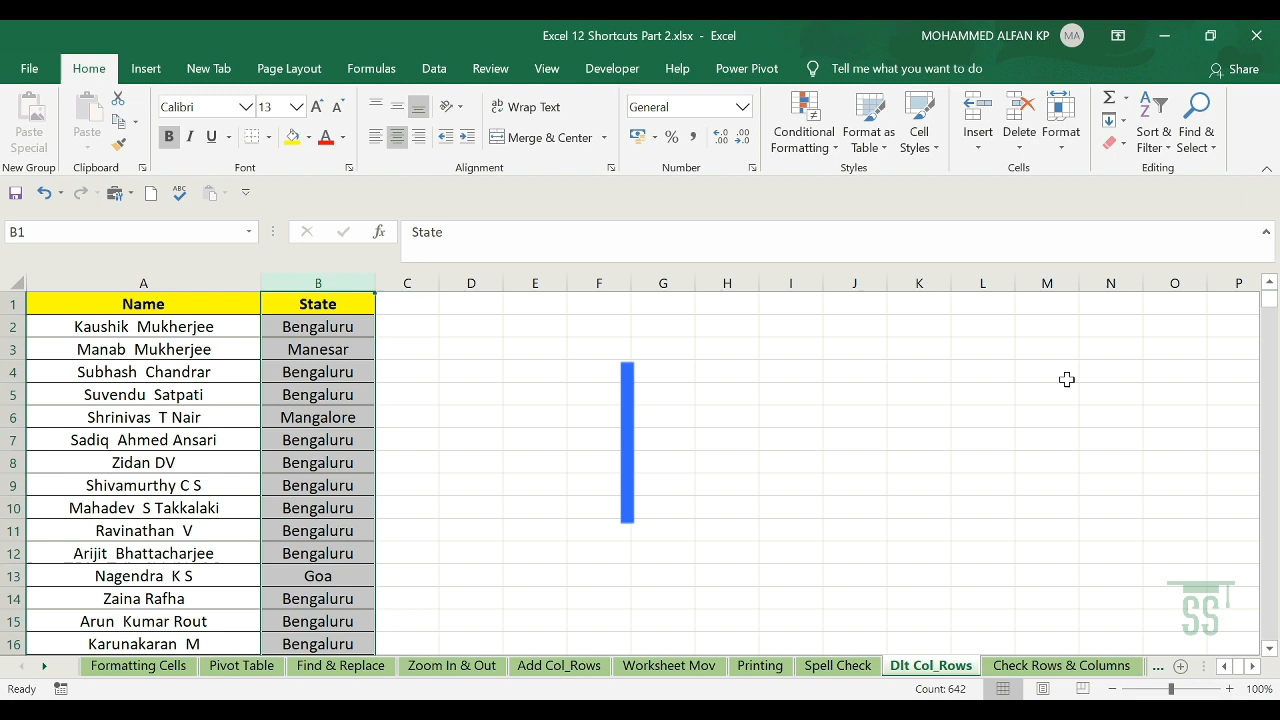 Excel 12 Shortcuts Part 2.xlsx - Excel
MOHAMMED ALFAN KP MA
File Home Insert New Tab Page Layout Formulas Data Review View Developer Help Power Pivot Tell me what you want to do Share
Paste Special
New Group
Paste
Clipboard
Calibri 13
B I U
Font
Wrap Text
Merge & Center
Alignment
General
Number
Conditional Formatting
Format as Table
Cell Styles
Styles
Insert
Delete
Format
Cells
Sort & Filter
Find & Select
Editing
B1
fx State
A B C D E F G H I J K L M N O P
1 Name State
2 Kaushik Mukherjee Bengaluru
3 Manab Mukherjee Manesar
4 Subhash Chandrar Bengaluru
5 Suvendu Satpati Bengaluru
6 Shrinivas T Nair Mangalore
7 Sadiq Ahmed Ansari Bengaluru
8 Zidan DV Bengaluru
9 Shivamurthy C S Bengaluru
10 Mahadev S Takkalaki Bengaluru
11 Ravinathan V Bengaluru
12 Arijit Bhattacharjee Bengaluru
13 Nagendra K S Goa
14 Zaina Rafha Bengaluru
15 Arun Kumar Rout Bengaluru
16 Karunakaran M Bengaluru
SS
Formatting Cells Pivot Table Find & Replace Zoom In & Out Add Col_Rows Worksheet Mov Printing Spell Check Dlt Col_Rows Check Rows & Columns ...
Ready Count: 642 100%